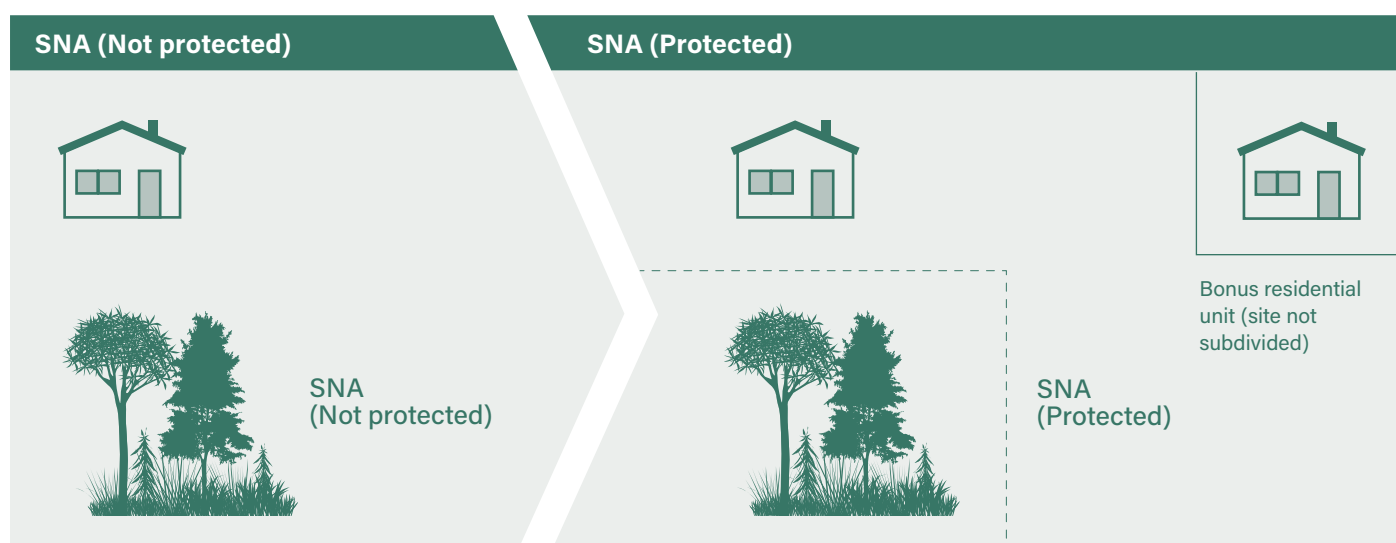 SNA (Not protected)
SNA (Protected)
Bonus residential
unit (site not
subdivided)
SNA
(Not protected)
SNA
(Protected)